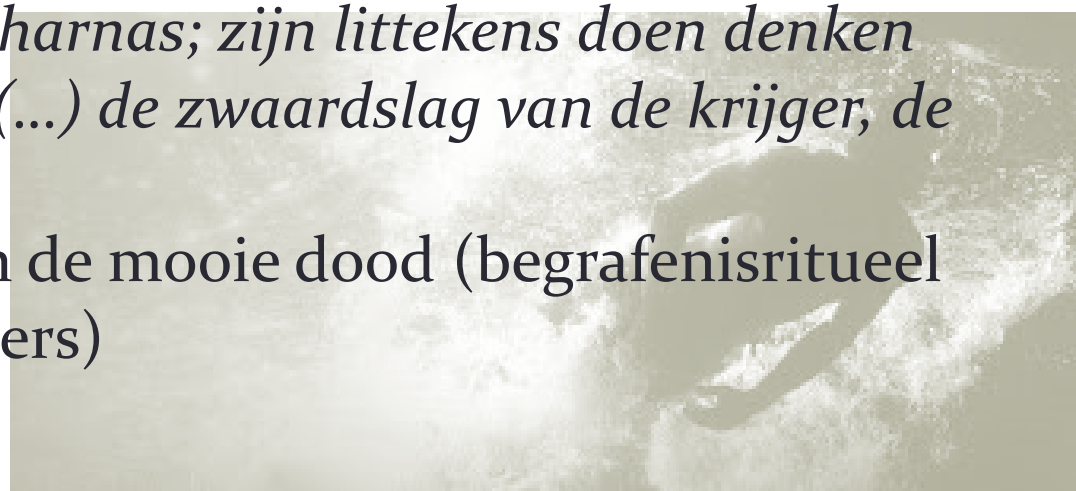 harnas; zijn littekens doen denken
(...) de zwaardslag van de krijger, de
de mooie dood (begrafenisritueel
ers)